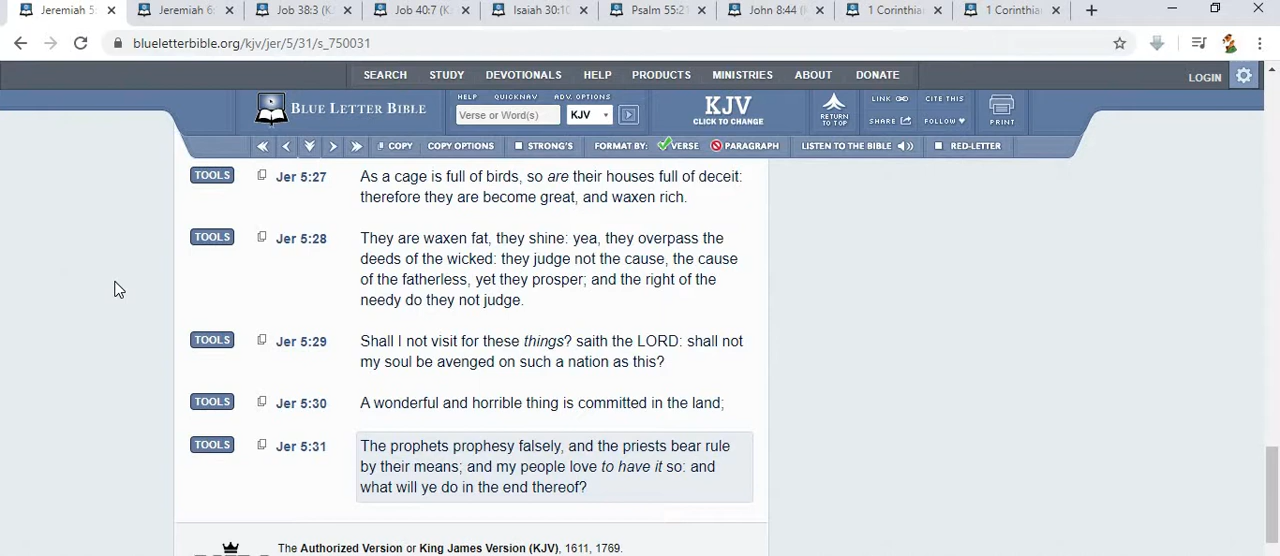 Jeremiah 5: Jeremiah 6: Job 38:3 (K Job 40:7 (K Isaiah 30:10 Psalm 55:21 John 8:44 (K 1 Corinthia 1 Corinthia
blueletterbible.org/kjv/jer/5/31/s_750031
SEARCH STUDY DEVOTIONALS HELP PRODUCTS MINISTRIES ABOUT DONATE LOGIN
HELP QUICKNAV ADV. OPTIONS
BLUE LETTER BIBLE Verse or Word(s) KJV
KJV
CLICK TO CHANGE
RETURN
TO TOP
LINK CITE THIS
SHARE FOLLOW
PRINT
COPY COPY OPTIONS STRONG'S FORMAT BY: VERSE PARAGRAPH LISTEN TO THE BIBLE RED-LETTER
TOOLS Jer 5:27 As a cage is full of birds, so are their houses full of deceit:
therefore they are become great, and waxen rich.
TOOLS Jer 5:28 They are waxen fat, they shine: yea, they overpass the
deeds of the wicked: they judge not the cause, the cause
of the fatherless, yet they prosper; and the right of the
needy do they not judge.
TOOLS Jer 5:29 Shall I not visit for these things? saith the LORD: shall not
my soul be avenged on such a nation as this?
TOOLS Jer 5:30 A wonderful and horrible thing is committed in the land;
TOOLS Jer 5:31 The prophets prophesy falsely, and the priests bear rule
by their means; and my people love to have it so: and
what will ye do in the end thereof?
The Authorized Version or King James Version (KJV), 1611, 1769.